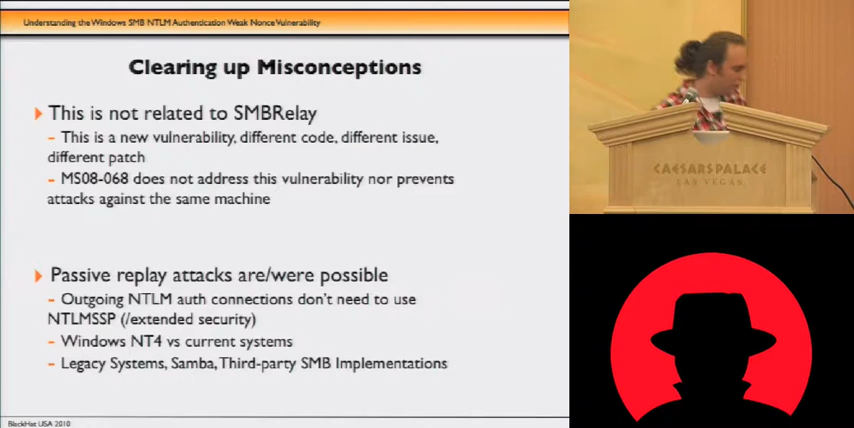 Understanding the Windows SMB NTLM Authentication Weak Nonce Vulnerability
Clearing up Misconceptions
This is not related to SMBRelay
- This is a new vulnerability, different code, different issue,
different patch
- MS08-068 does not address this vulnerability nor prevents
attacks against the same machine
Passive replay attacks are/were possible
- Outgoing NTLM auth connections don't need to use
NTLMSSP (/extended security)
- Windows NT4 vs current systems
- Legacy Systems, Samba, Third-party SMB Implementations
BlackHat USA 2010
CAESARS PALACE
LAS VEGAS